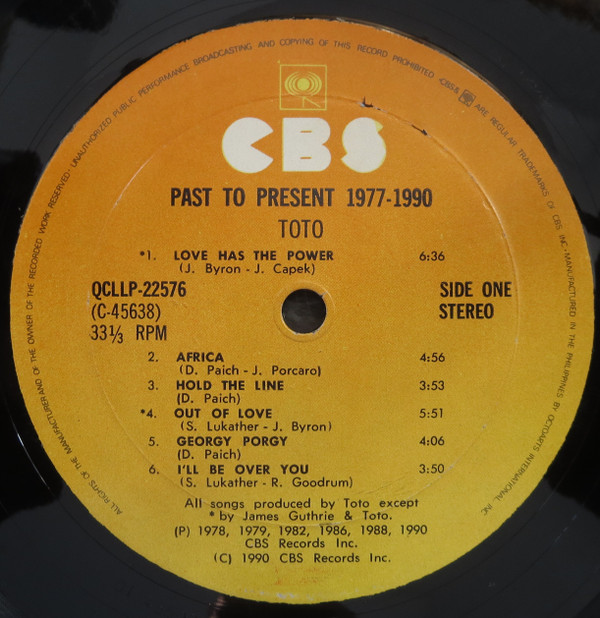 ALL RIGHTS OF THE MANUFACTURER AND OF THE OWNER OF THE RECORDED WORK RESERVED · UNAUTHORIZED PUBLIC PERFORMANCE BROADCASTING AND COPYING OF THIS RECORD PROHIBITED · CBS & ARE REGULAR TRADEMARKS OF CBS INC · MANUFACTURED IN THE PHILIPPINES BY OCTOARTS INTERNATIONAL INC
CBS
PAST TO PRESENT 1977-1990
TOTO
*1. LOVE HAS THE POWER 6:36
(J. Byron - J. Capek)
QCLLP-22576 SIDE ONE
(C-45638) STEREO
33⅓ RPM
2. AFRICA 4:56
(D. Paich - J. Porcaro)
3. HOLD THE LINE 3:53
(D. Paich)
*4. OUT OF LOVE 5:51
(S. Lukather - J. Byron)
5. GEORGY PORGY 4:06
(D. Paich)
6. I'LL BE OVER YOU 3:50
(S. Lukather - R. Goodrum)
All songs produced by Toto except
* by James Guthrie & Toto.
(P) 1978, 1979, 1982, 1986, 1988, 1990
CBS Records Inc.
(C) 1990 CBS Records Inc.